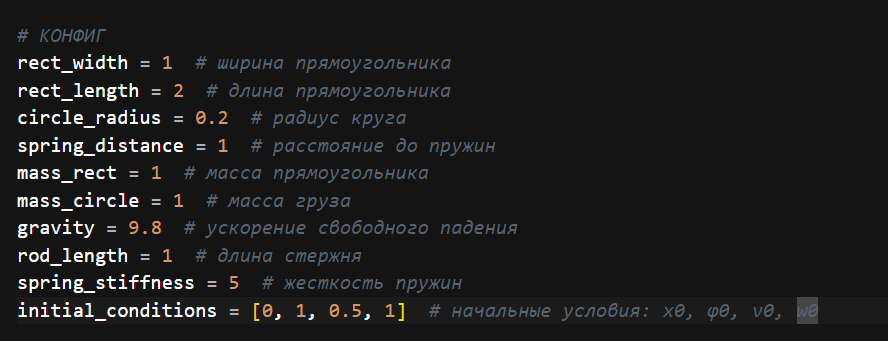 # КОНФИГ
rect_width = 1  # ширина прямоугольника
rect_length = 2  # длина прямоугольника
circle_radius = 0.2  # радиус круга
spring_distance = 1  # расстояние до пружин
mass_rect = 1  # масса прямоугольника
mass_circle = 1  # масса груза
gravity = 9.8  # ускорение свободного падения
rod_length = 1  # длина стержня
spring_stiffness = 5  # жесткость пружин
initial_conditions = [0, 1, 0.5, 1]  # начальные условия: x0, φ0, v0, w0